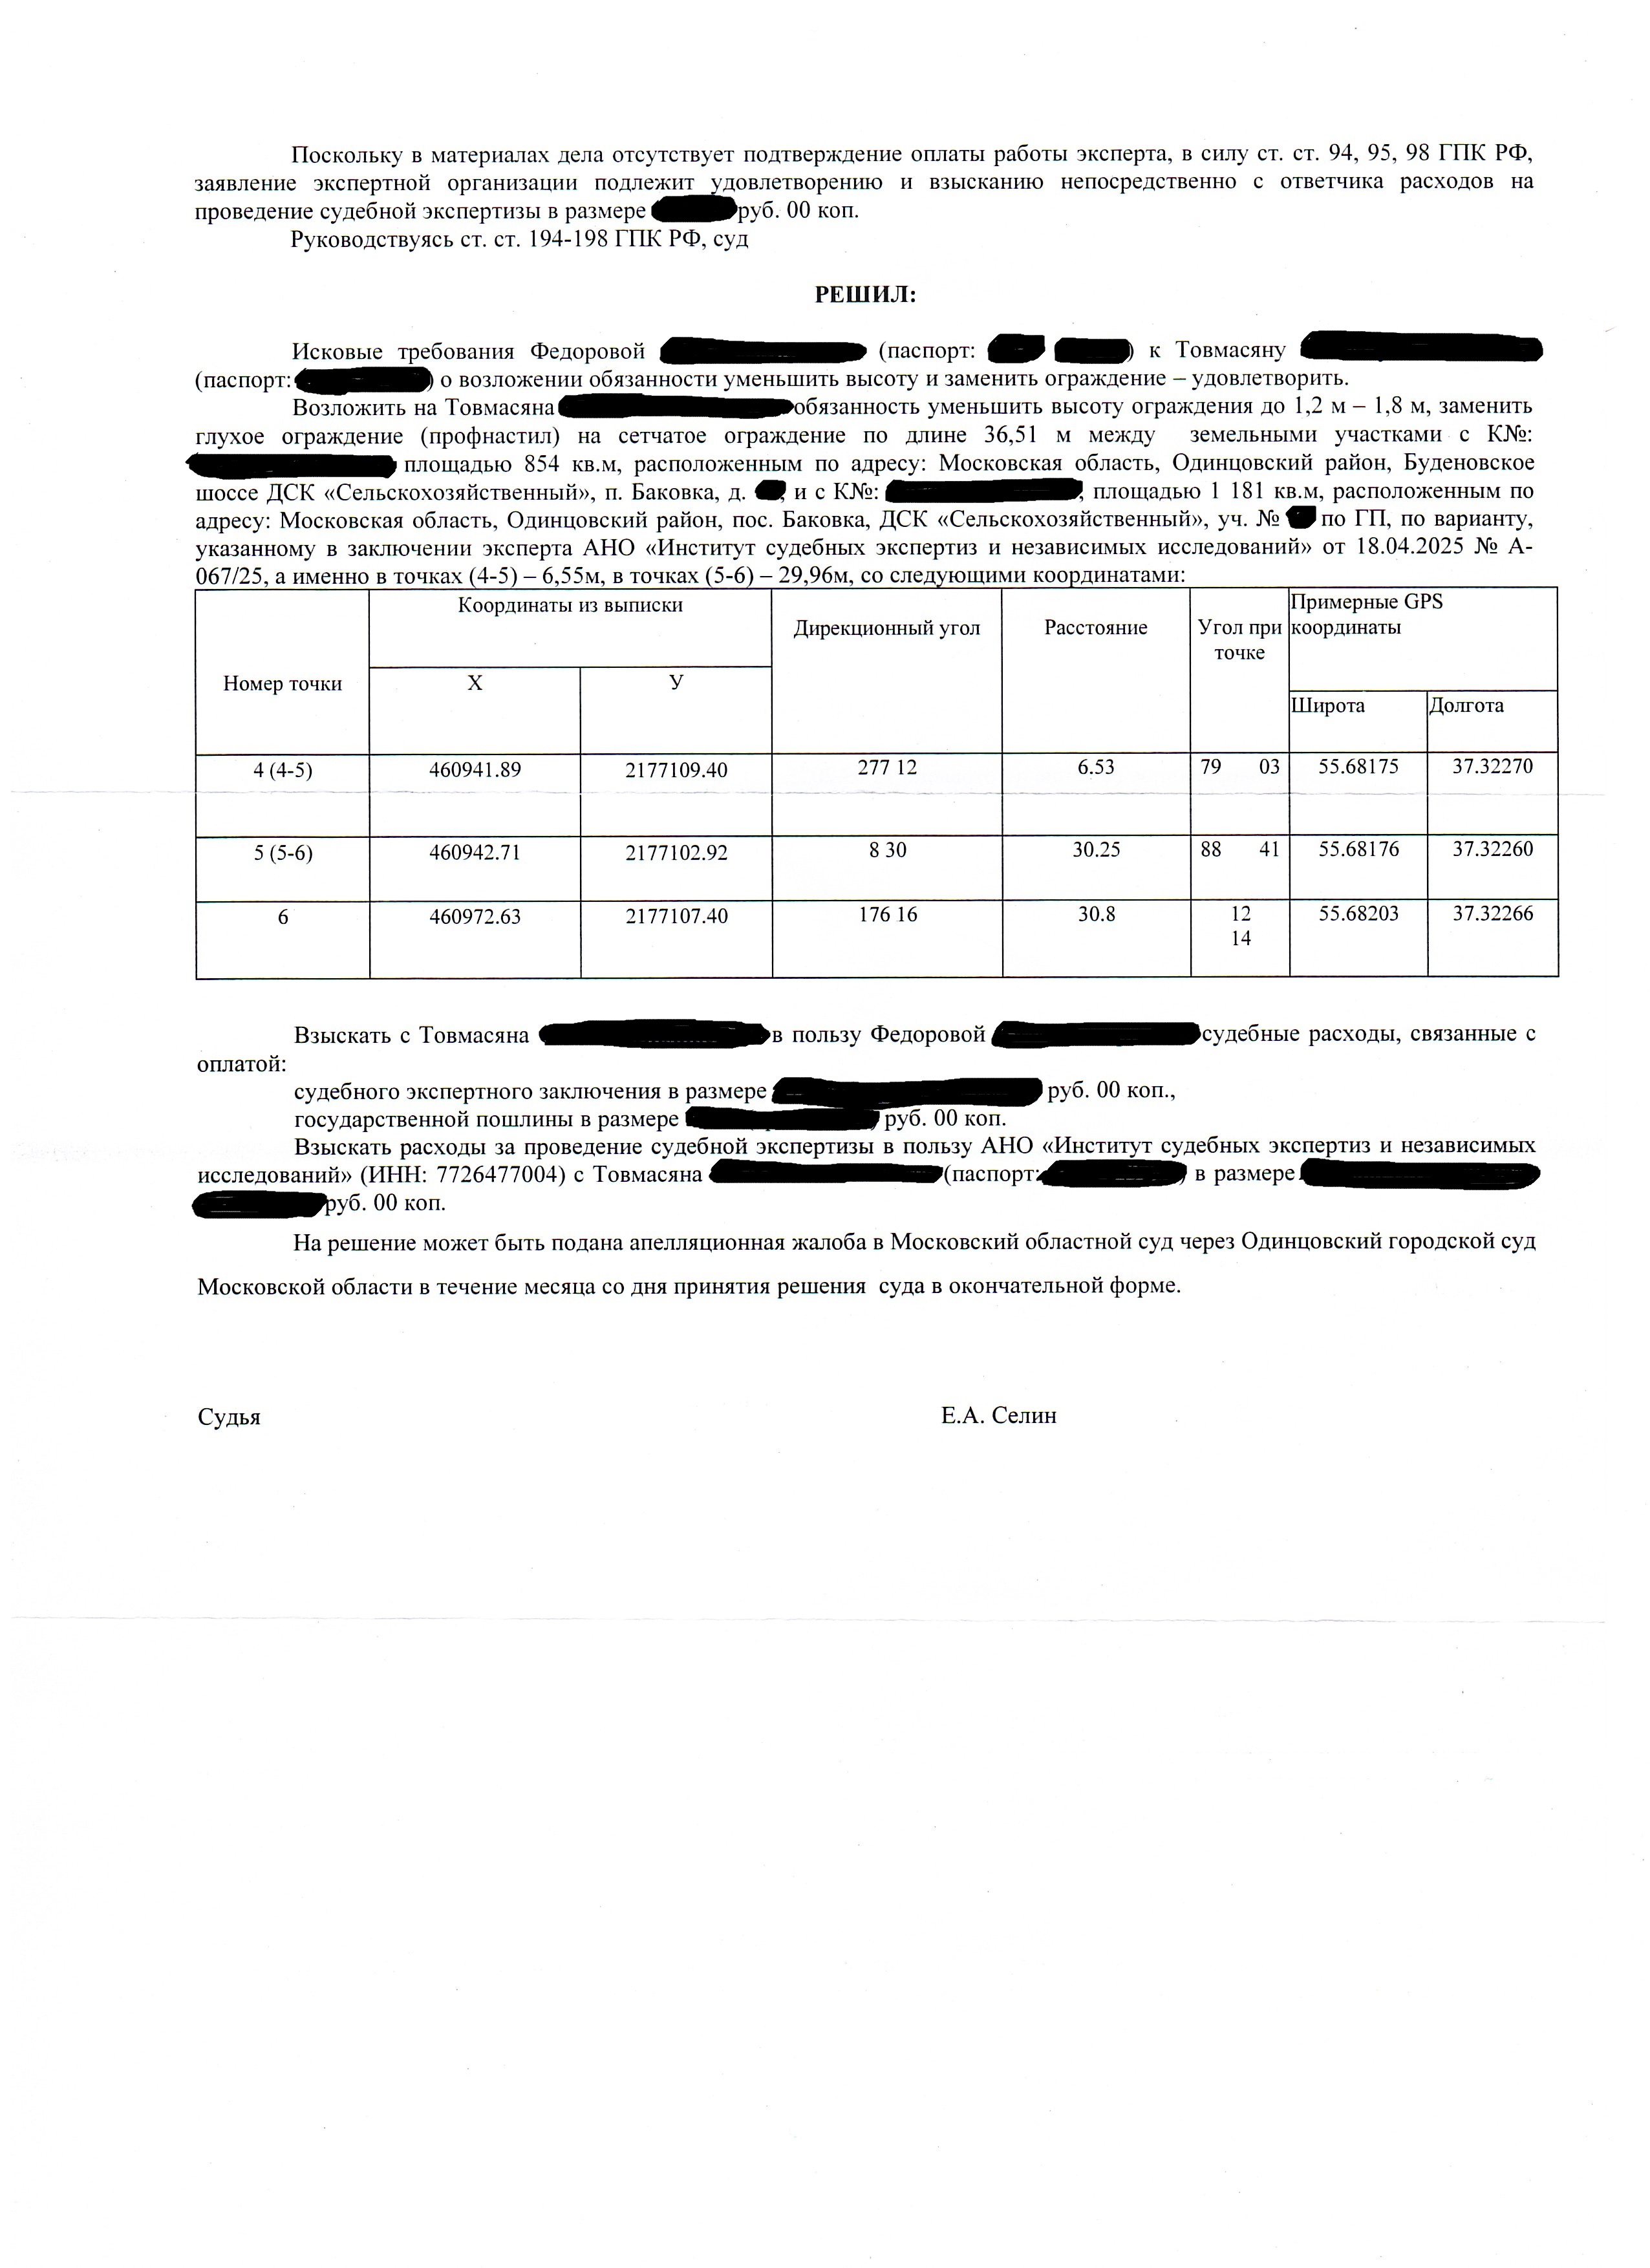 Поскольку в материалах дела отсутствует подтверждение оплаты работы эксперта, в силу ст. ст. 94, 95, 98 ГПК РФ,
заявление экспертной организации подлежит удовлетворению и взысканию непосредственно с ответчика расходов на
проведение судебной экспертизы в размере руб. 00 коп.
Руководствуясь ст. ст. 194-198 ГПК РФ, суд
РЕШИЛ:
Исковые требования Федоровой (паспорт: ) к Товмасяну
(паспорт: ) о возложении обязанности уменьшить высоту и заменить ограждение – удовлетворить.
Возложить на Товмасяна обязанность уменьшить высоту ограждения до 1,2 м – 1,8 м, заменить
глухое ограждение (профнастил) на сетчатое ограждение по длине 36,51 м между земельными участками с К№:
площадью 854 кв.м, расположенным по адресу: Московская область, Одинцовский район, Буденовское
шоссе ДСК «Сельскохозяйственный», п. Баковка, д. , и с К№: , площадью 1 181 кв.м, расположенным по
адресу: Московская область, Одинцовский район, пос. Баковка, ДСК «Сельскохозяйственный», уч. № по ГП, по варианту,
указанному в заключении эксперта АНО «Институт судебных экспертиз и независимых исследований» от 18.04.2025 № А-
067/25, а именно в точках (4-5) – 6,55м, в точках (5-6) – 29,96м, со следующими координатами:
Номер точки Координаты из выписки Дирекционный угол Расстояние Угол при точке Примерные GPS координаты
Х У Широта Долгота
4 (4-5) 460941.89 2177109.40 277 12 6.53 79 03 55.68175 37.32270
5 (5-6) 460942.71 2177102.92 8 30 30.25 88 41 55.68176 37.32260
6 460972.63 2177107.40 176 16 30.8 12 14 55.68203 37.32266
Взыскать с Товмасяна в пользу Федоровой судебные расходы, связанные с
оплатой:
судебного экспертного заключения в размере руб. 00 коп.,
государственной пошлины в размере руб. 00 коп.
Взыскать расходы за проведение судебной экспертизы в пользу АНО «Институт судебных экспертиз и независимых
исследований» (ИНН: 7726477004) с Товмасяна (паспорт: ) в размере
руб. 00 коп.
На решение может быть подана апелляционная жалоба в Московский областной суд через Одинцовский городской суд
Московской области в течение месяца со дня принятия решения суда в окончательной форме.
Судья Е.А. Селин